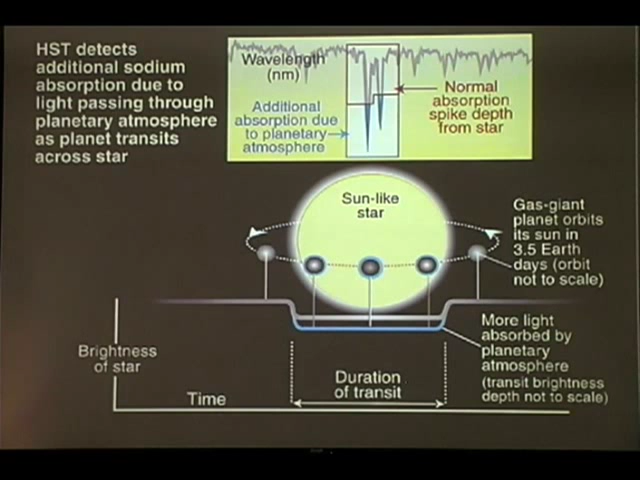 HST detects
additional sodium
absorption due to
light passing through
planetary atmosphere
as planet transits
across star
Wavelength
(nm)
Additional
absorption due
to planetary
atmosphere
Normal
absorption
spike depth
from star
Sun-like
star
Gas-giant
planet orbits
its sun in
3.5 Earth
days (orbit
not to scale)
More light
absorbed by
planetary
atmosphere
(transit brightness
depth not to scale)
Brightness
of star
Duration
of transit
Time